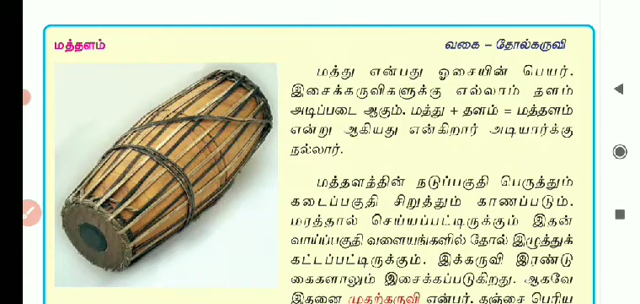 மத்தளம்
வகை – தோல்கருவி
மத்து என்பது ஓசையின் பெயர்.
இசைக்கருவிகளுக்கு எல்லாம் தளம்
அடிப்படை ஆகும். மத்து + தளம் = மத்தளம்
என்று ஆகியது என்கிறார் அடியார்க்கு
நல்லார்.
மத்தளத்தின் நடுப்பகுதி பெருத்தும்
கடைப்பகுதி சிறுத்தும் காணப்படும்.
மரத்தால் செய்யப்பட்டிருக்கும் இதன்
வாய்ப்பகுதி வளையங்களில் தோல் இழுத்துக்
கட்டப்பட்டிருக்கும். இக்கருவி இரண்டு
கைகளாலும் இசைக்கப்படுகிறது. ஆகவே
இதனை முதற்கருவி என்பர். கஞ்சை பெரிய